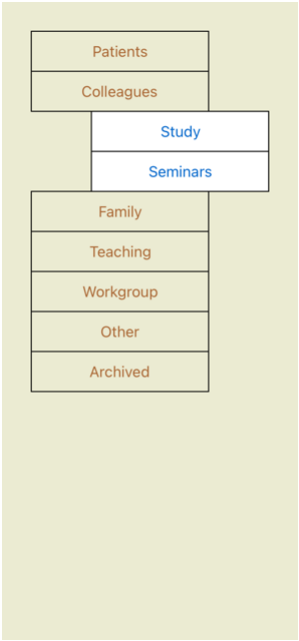 Patients
Colleagues
Study
Seminars
Family
Teaching
Workgroup
Other
Archived